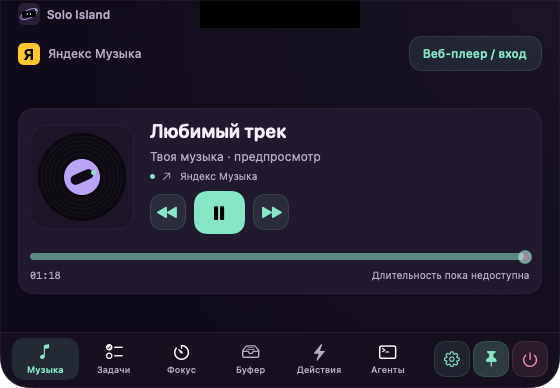 Solo Island
Я Яндекс Музыка
Веб-плеер / вход
Любимый трек
Твоя музыка · предпросмотр
Яндекс Музыка
01:18
Длительность пока недоступна
Музыка
Задачи
Фокус
Буфер
Действия
Агенты